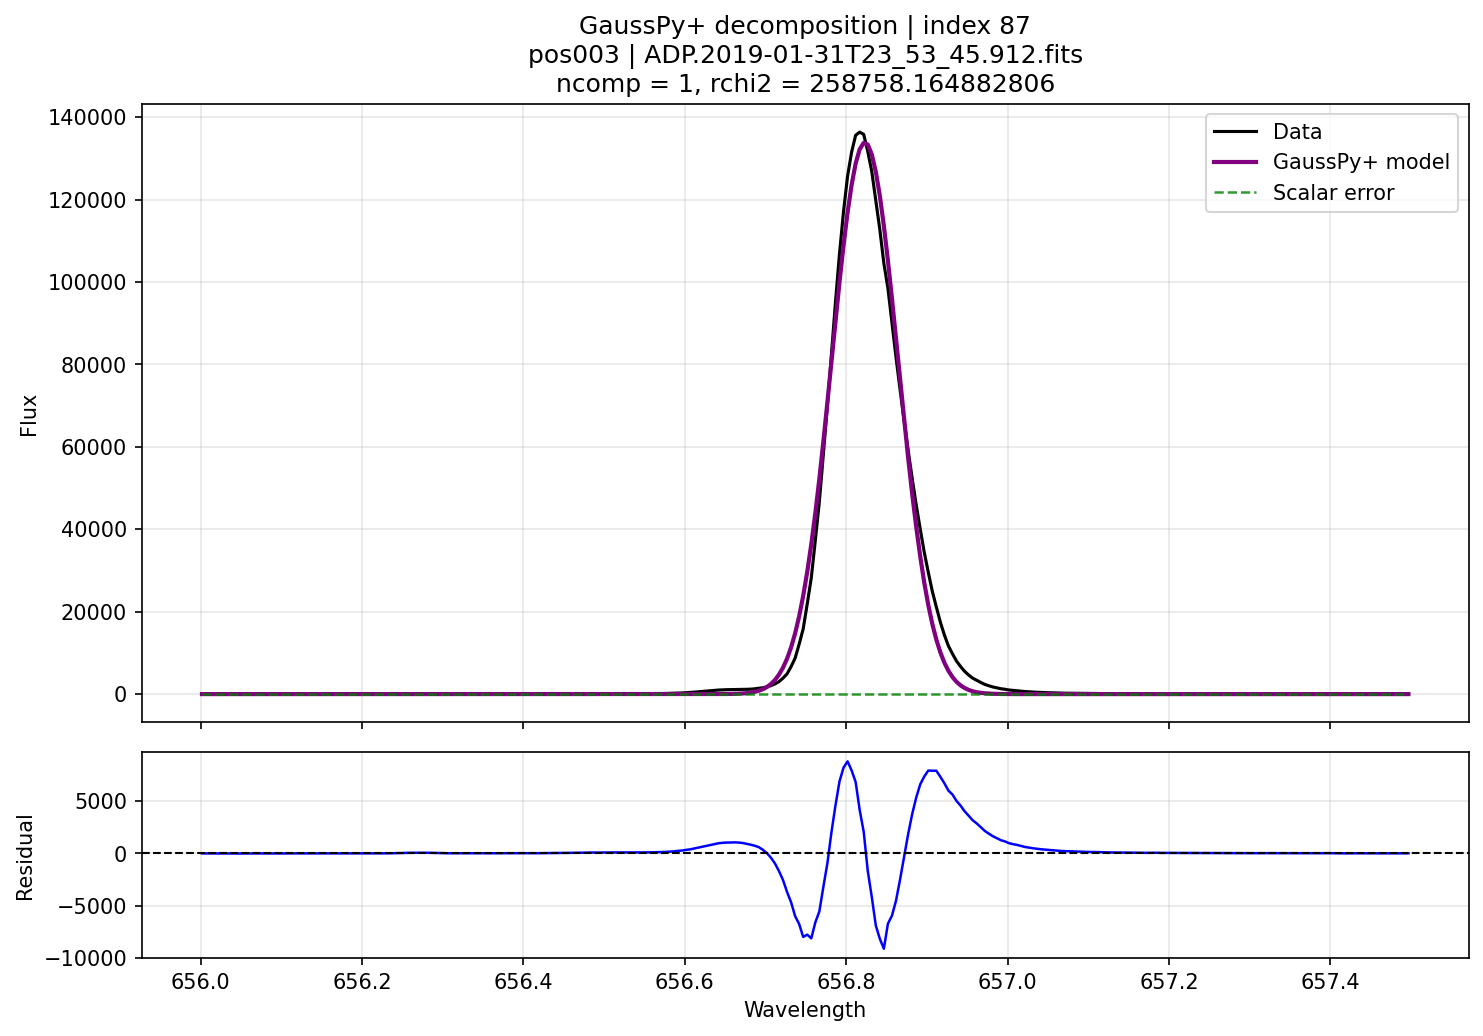 GaussPy+ decomposition | index 87
pos003 | ADP.2019-01-31T23_53_45.912.fits
ncomp = 1, rchi2 = 258758.164882806
140000
120000
100000
80000
60000
40000
20000
0
Flux
Data
GaussPy+ model
Scalar error
5000
0
−5000
−10000
Residual
656.0
656.2
656.4
656.6
656.8
657.0
657.2
657.4
Wavelength